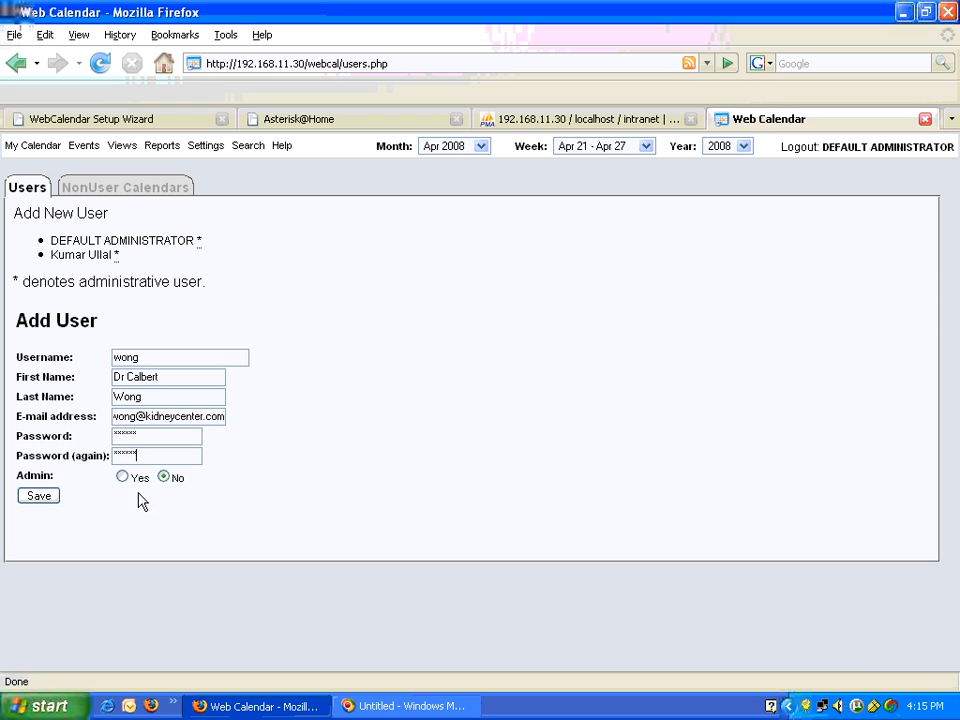 Web Calendar - Mozilla Firefox
File Edit View History Bookmarks Tools Help
http://192.168.11.30/webcal/users.php
G Google
WebCalendar Setup Wizard
Asterisk@Home
PMA 192.168.11.30 / localhost / intranet | ...
Web Calendar
My Calendar Events Views Reports Settings Search Help
Month: Apr 2008
Week: Apr 21 - Apr 27
Year: 2008
Logout: DEFAULT ADMINISTRATOR
Users
NonUser Calendars
Add New User
• DEFAULT ADMINISTRATOR *
• Kumar Ullal *
* denotes administrative user.
Add User
Username: wong
First Name: Dr Calbert
Last Name: Wong
E-mail address: wong@kidneycenter.com
Password: ******
Password (again): ******
Admin: Yes No
Save
Done
start
Web Calendar - Mozill...
Untitled - Windows M...
4:15 PM